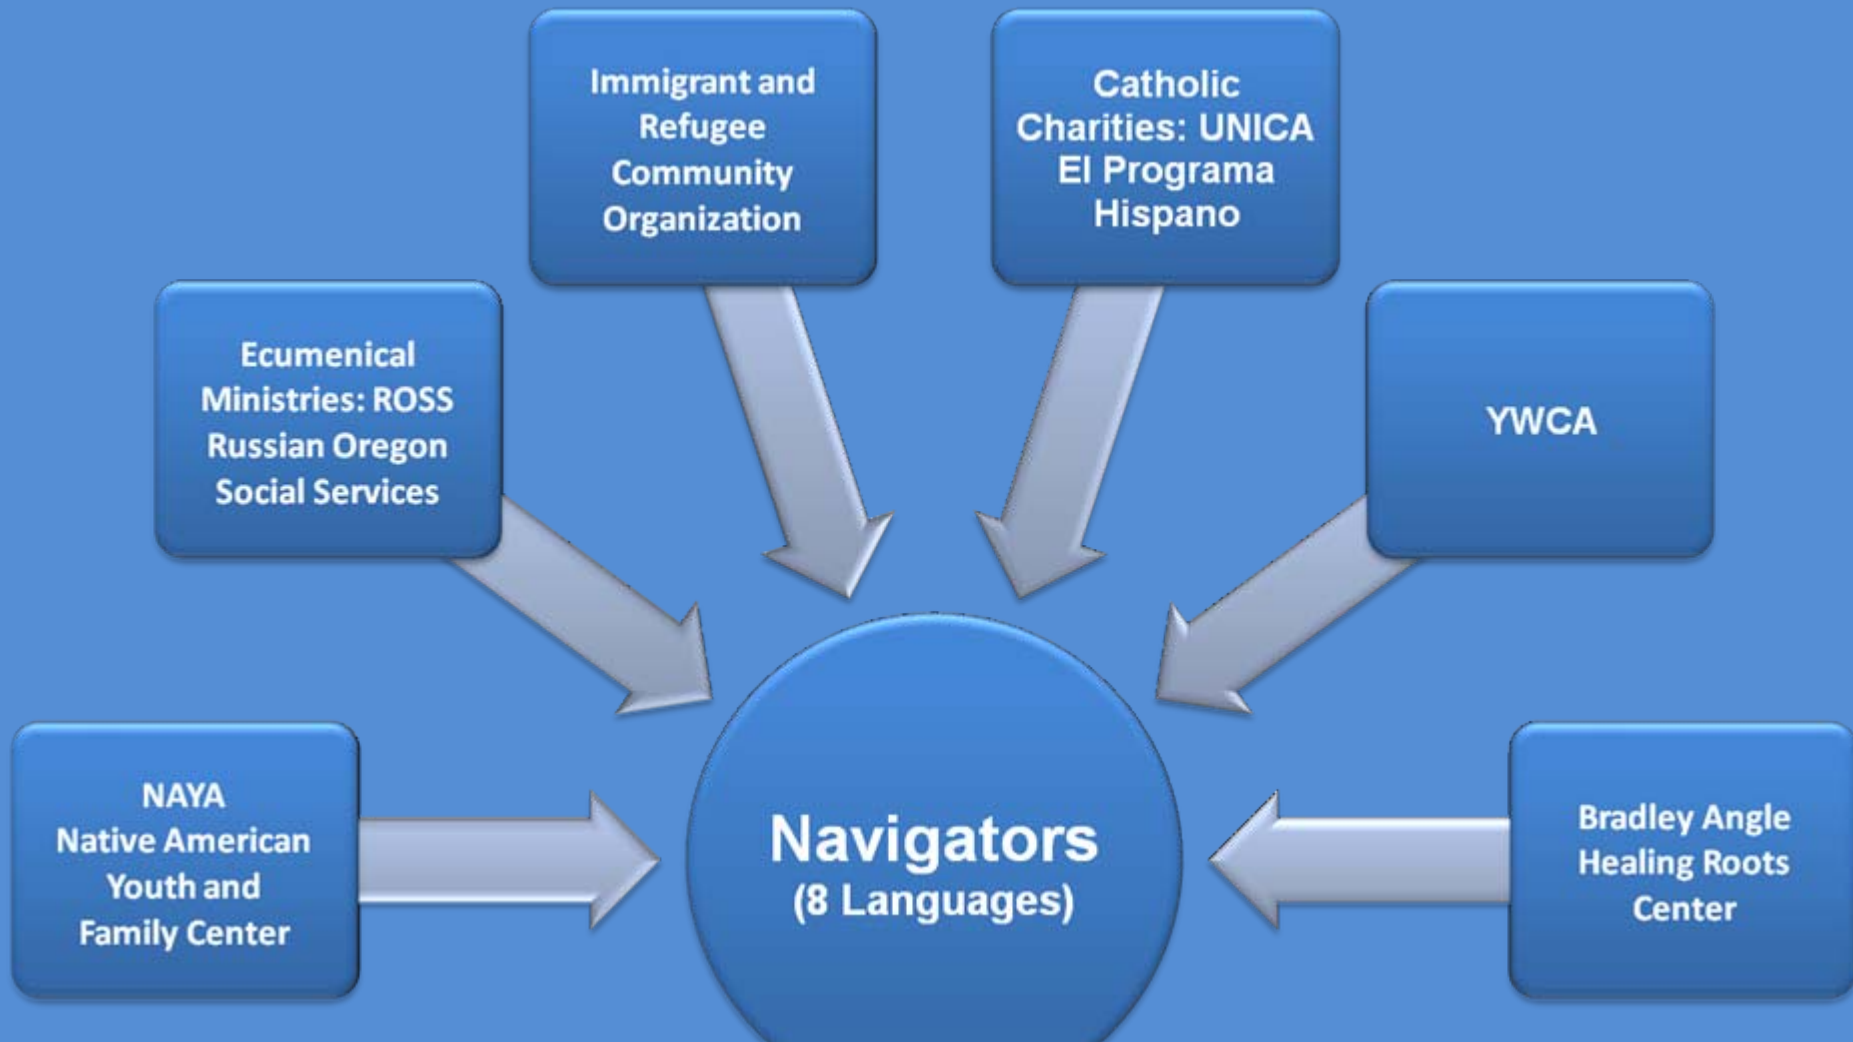 Immigrant and
Refugee
Community
Organization
Catholic
Charities: UNICA
El Programa
Hispano
Ecumenical
Ministries: ROSS
Russian Oregon
Social Services
YWCA
NAYA
Native American
Youth and
Family Center
Navigators
(8 Languages)
Bradley Angle
Healing Roots
Center